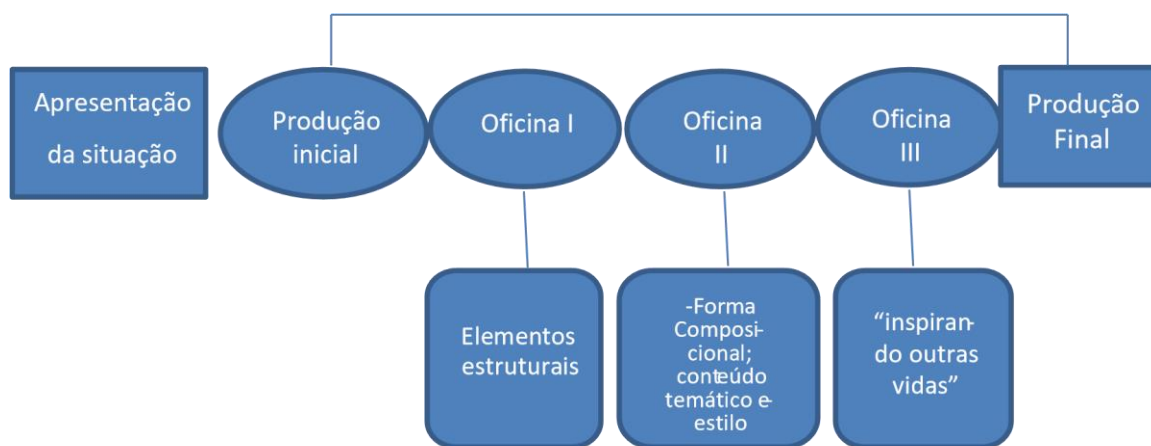 Apresentação
da situação
Produção
inicial
Oficina I
Oficina
II
Oficina
III
Produção
Final
Elementos
estruturais
-Forma
Composi-
cional;
conteúdo
temático e-
estilo
“inspiran-
do outras
vidas”